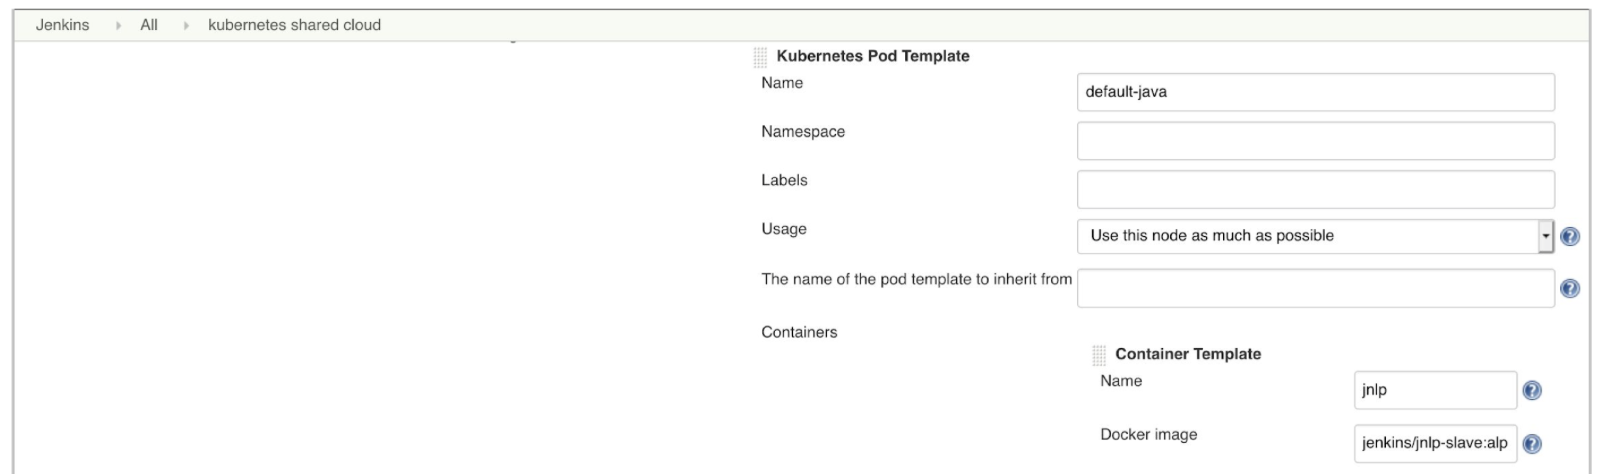 Jenkins All kubernetes shared cloud
Kubernetes Pod Template
Name default-java
Namespace
Labels
Usage Use this node as much as possible
The name of the pod template to inherit from
Containers
Container Template
Name jnlp
Docker image jenkins/jnlp-slave:alp